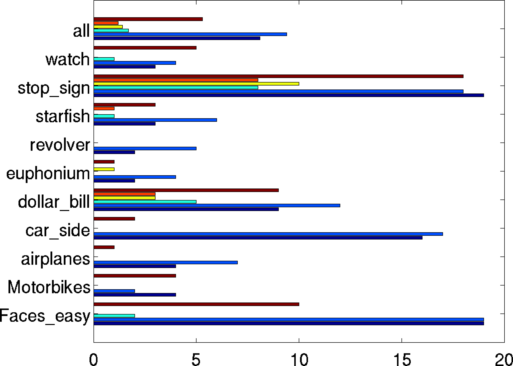 all
watch
stop_sign
starfish
revolver
euphonium
dollar_bill
car_side
airplanes
Motorbikes
Faces_easy
0 5 10 15 20